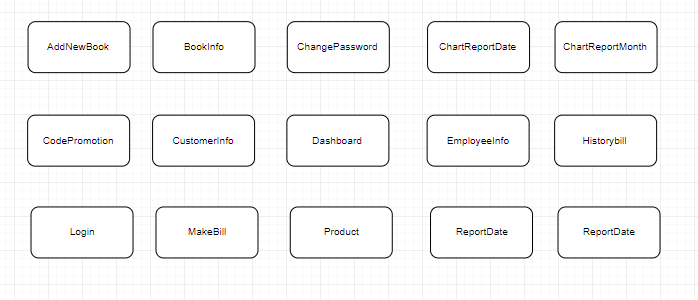 AddNewBook
BookInfo
ChangePassword
ChartReportDate
ChartReportMonth
CodePromotion
CustomerInfo
Dashboard
EmployeeInfo
Historybill
Login
MakeBill
Product
ReportDate
ReportDate